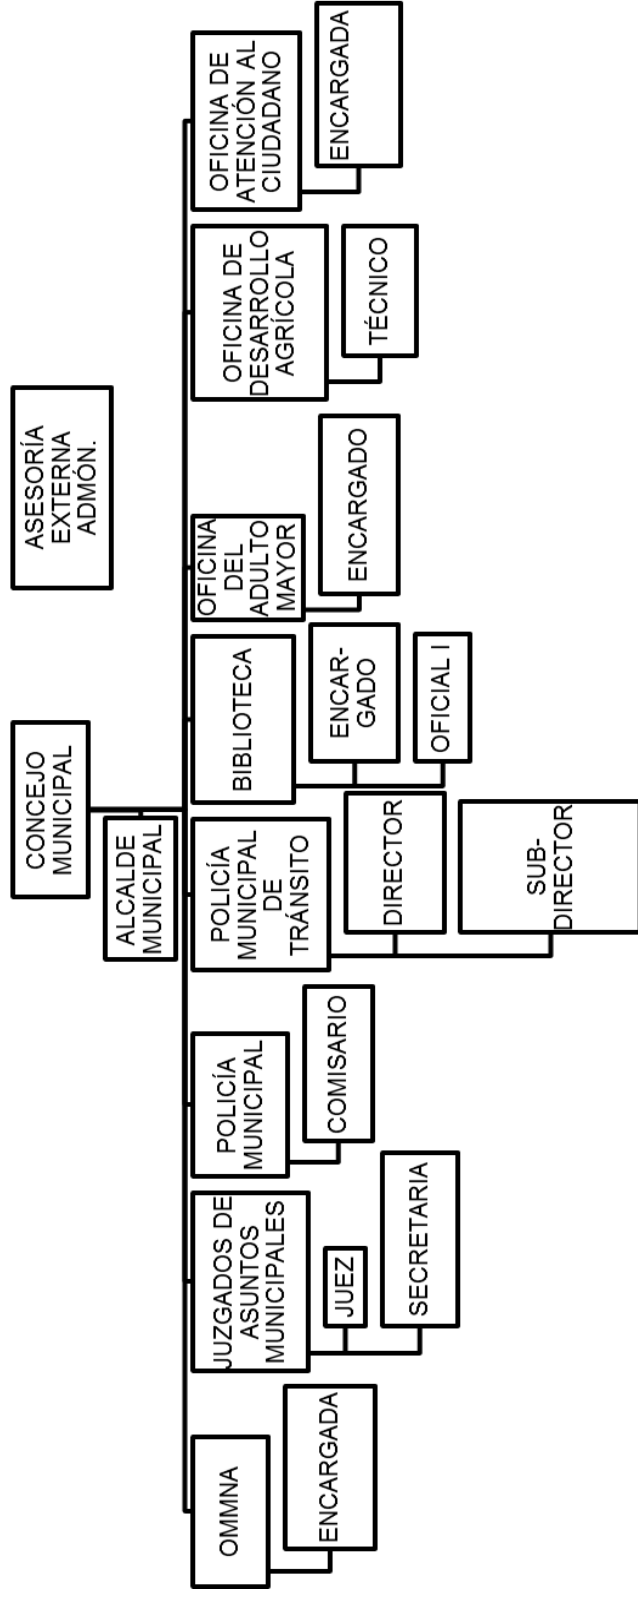 CONCEJO
MUNICIPAL
ASESORÍA
EXTERNA
ADMÓN.
ALCALDE
MUNICIPAL
OMMNA
ENCARGADA
JUZGADOS DE
ASUNTOS
MUNICIPALES
JUEZ
SECRETARIA
POLICÍA
MUNICIPAL
COMISARIO
POLICÍA
MUNICIPAL
DE
TRÁNSITO
DIRECTOR
SUB-
DIRECTOR
BIBLIOTECA
ENCAR-
GADO
OFICIAL I
OFICINA
DEL
ADULTO
MAYOR
ENCARGADO
OFICINA DE
DESARROLLO
AGRÍCOLA
TÉCNICO
OFICINA DE
ATENCIÓN AL
CIUDADANO
ENCARGADA